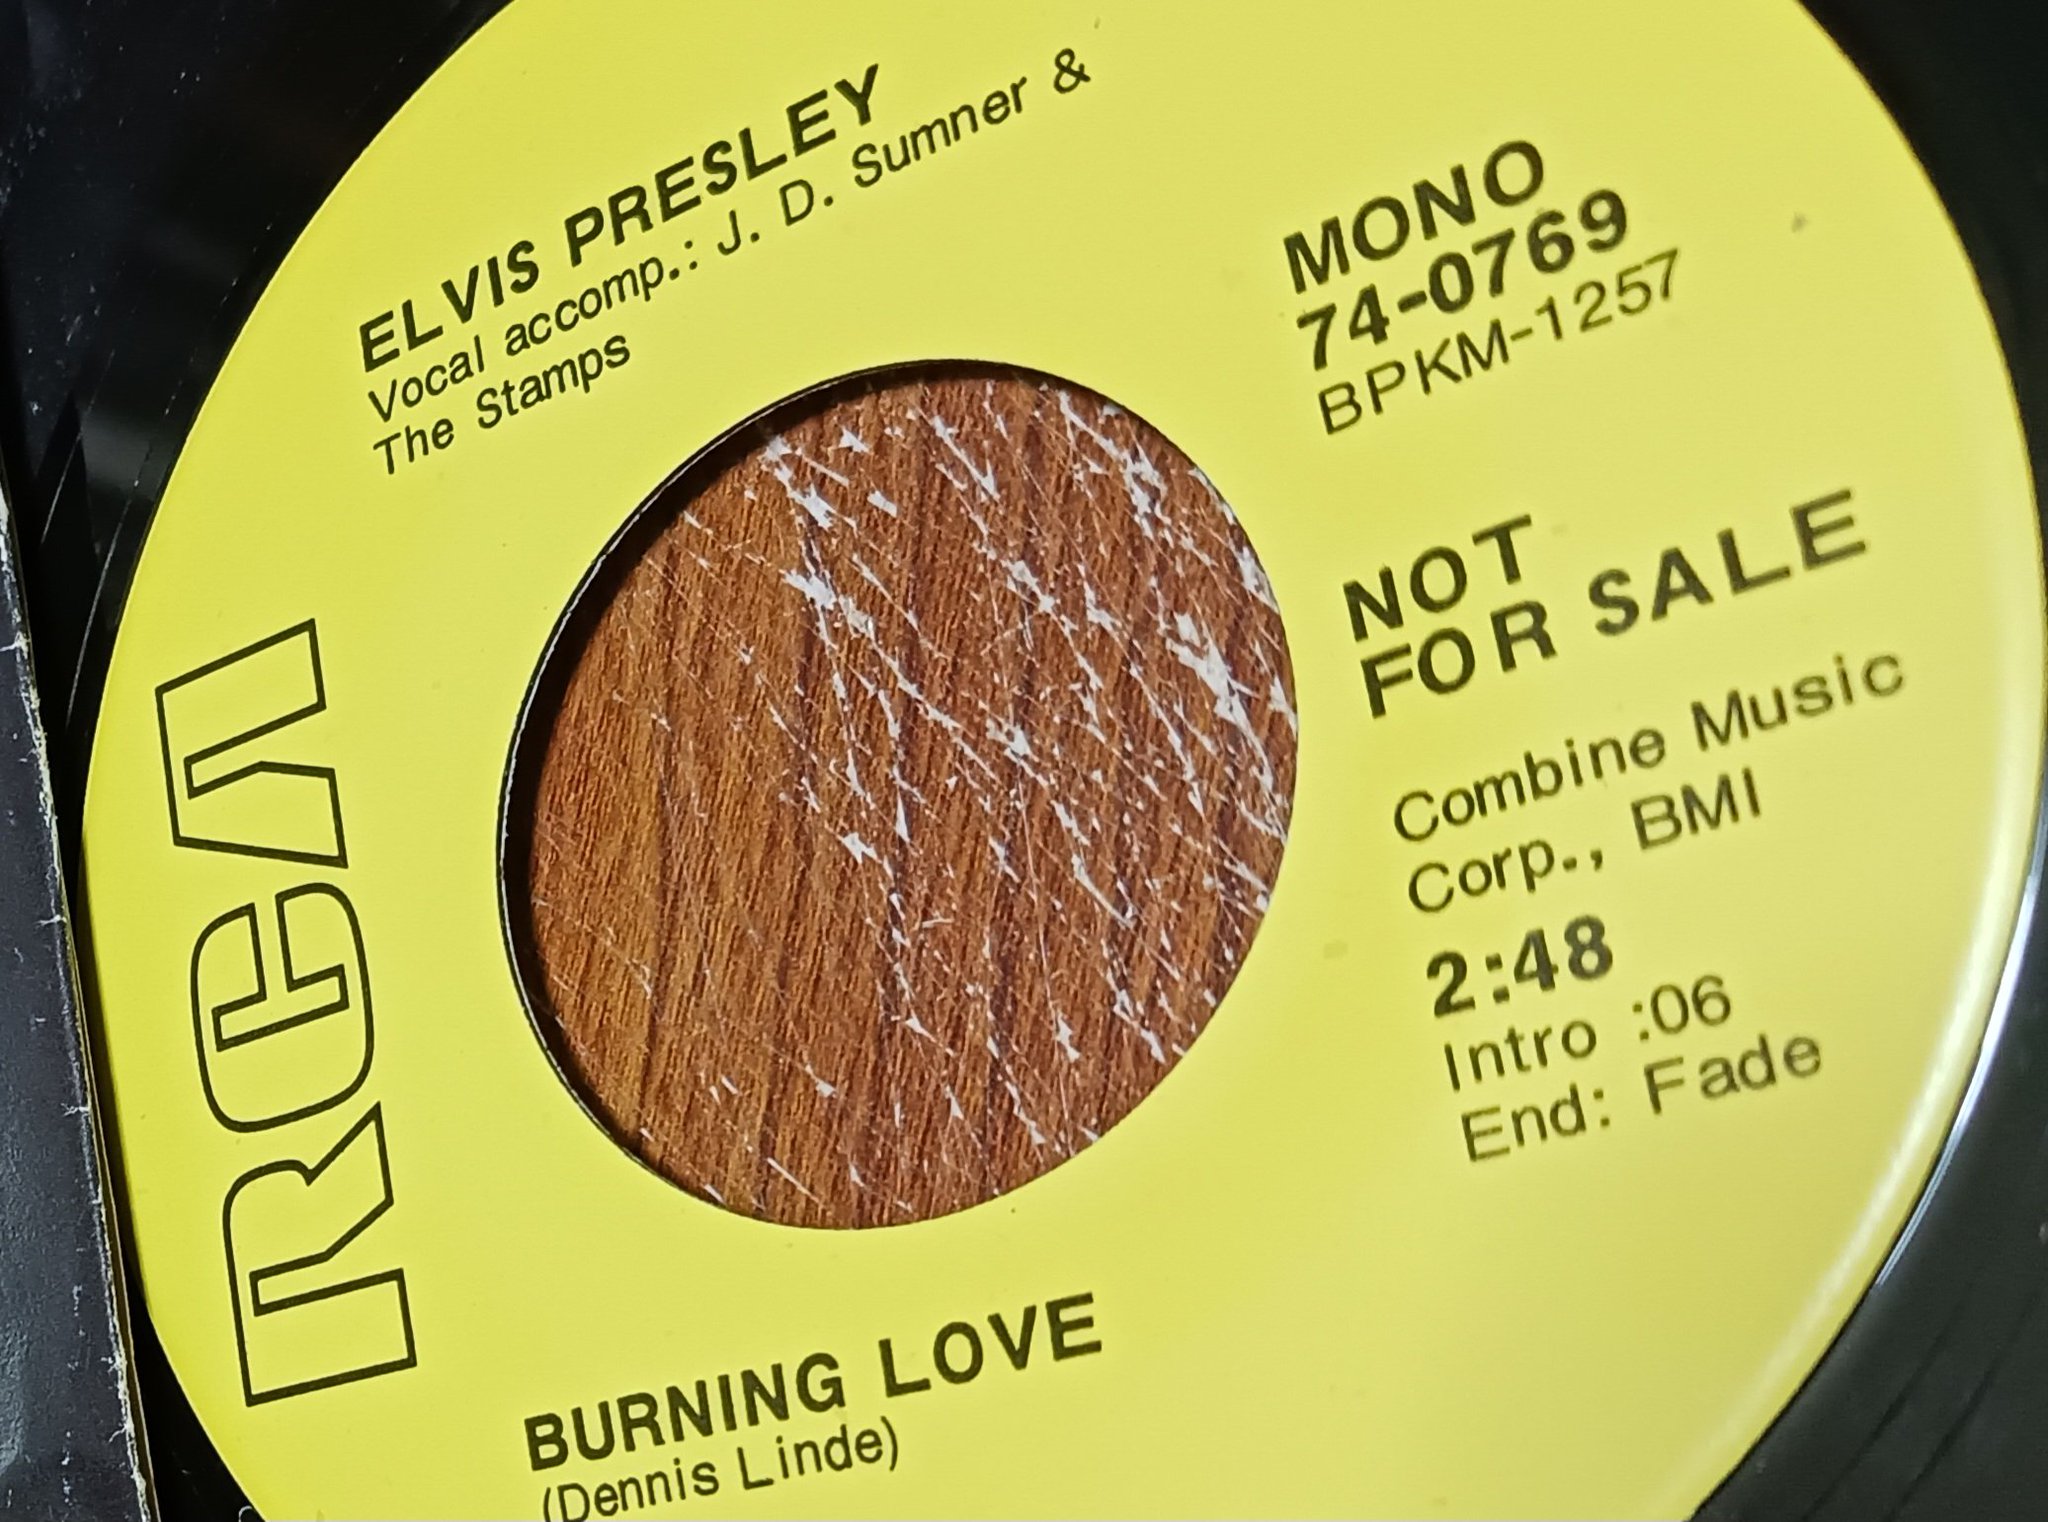 ELVIS PRESLEY
Vocal accomp.: J. D. Sumner &
The Stamps
MONO
74-0769
BPKM-1257
NOT
FOR SALE
Combine Music
Corp., BMI
2:48
Intro :06
End: Fade
RCA
BURNING LOVE
(Dennis Linde)